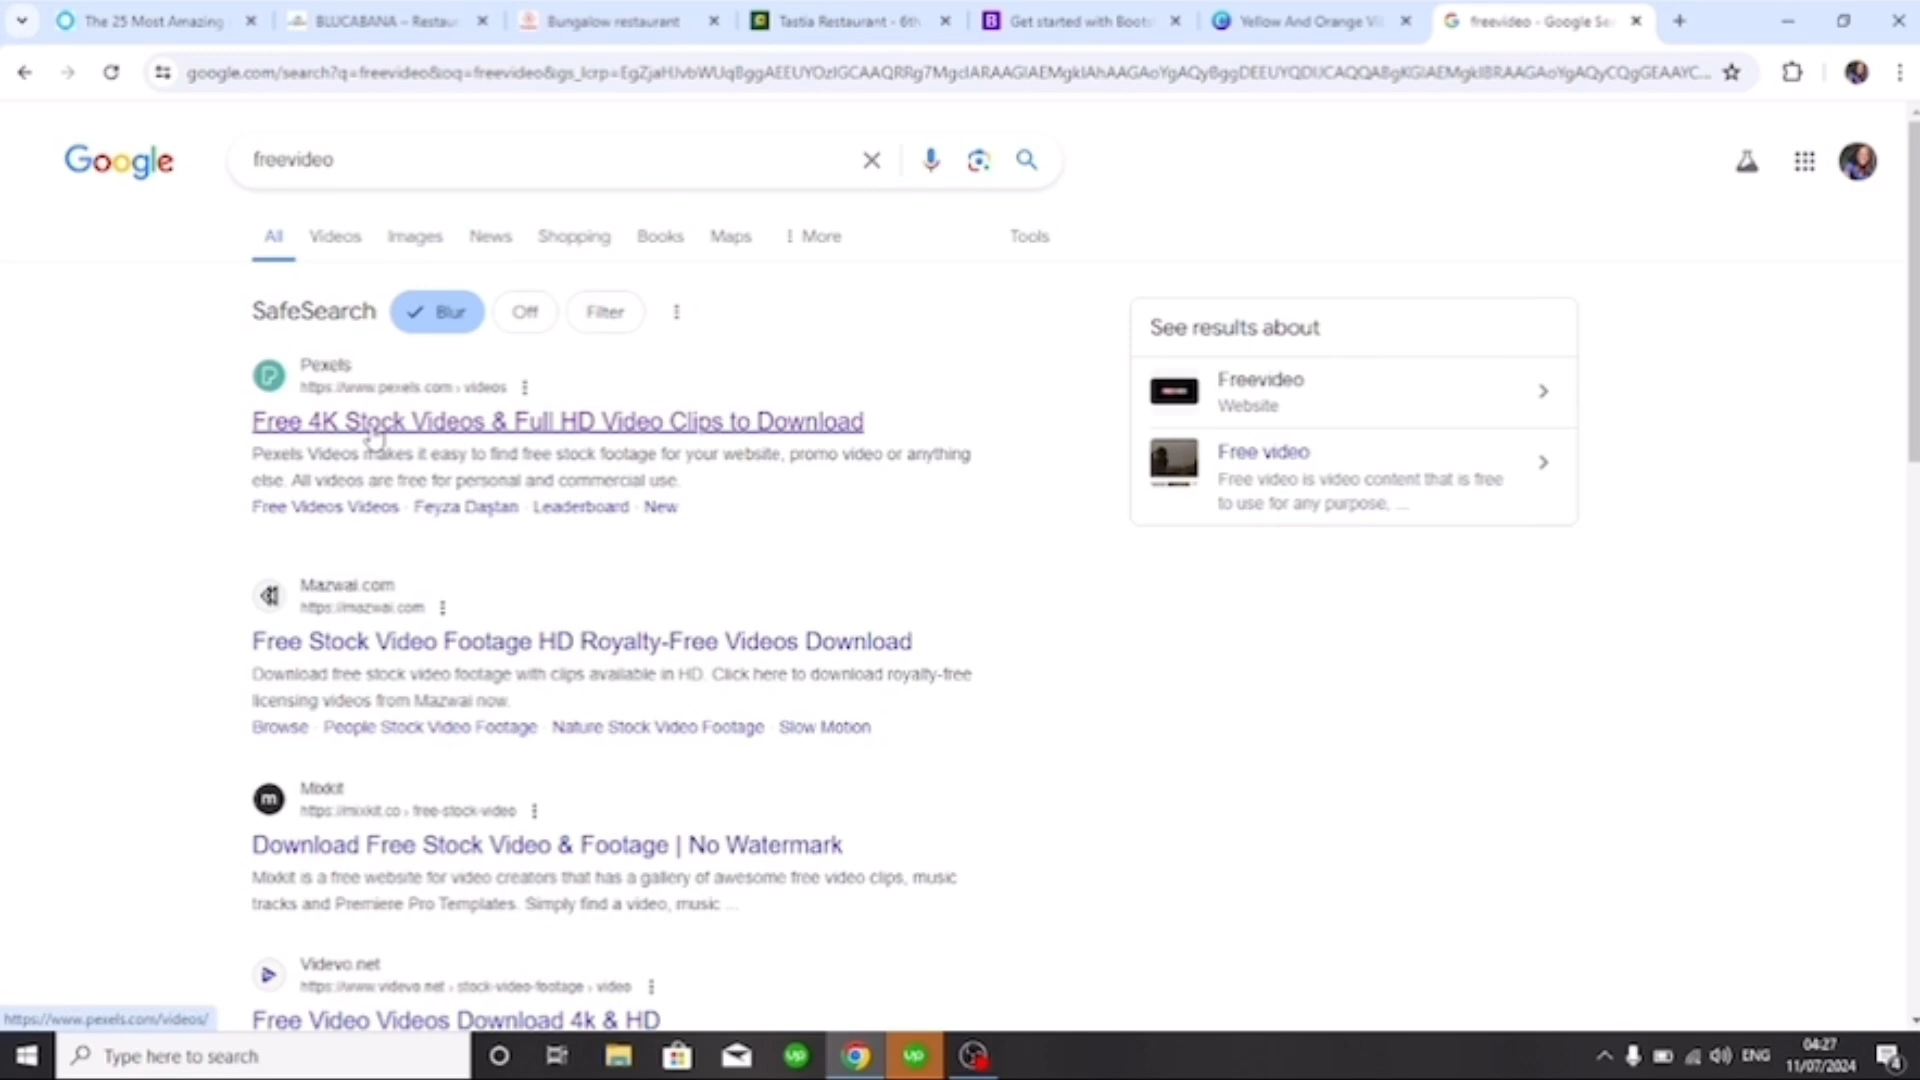 The 25 Most Amazing
BLUCABANA – Restau
Bungalow restaurant
Tastia Restaurant - 6th
Get started with Boots
Yellow And Orange Vi
freevideo - Google Se
Google
freevideo
All
Videos
Images
News
Shopping
Books
Maps
More
Tools
SafeSearch
Blur
Off
Filter
See results about
Freevideo
Website
Free video
Free video is video content that is free
to use for any purpose, ...
Pexels
https://www.pexels.com › videos
Free 4K Stock Videos & Full HD Video Clips to Download
Pexels Videos makes it easy to find free stock footage for your website, promo video or anything
else. All videos are free for personal and commercial use.
Free Videos Videos · Feyza Daştan · Leaderboard · New
Mazwai.com
https://mazwai.com
Free Stock Video Footage HD Royalty-Free Videos Download
Download free stock video footage with clips available in HD. Click here to download royalty-free
licensing videos from Mazwai now.
Browse · People Stock Video Footage · Nature Stock Video Footage · Slow Motion
Mixkit
https://mixkit.co › free-stock-video
Download Free Stock Video & Footage | No Watermark
Mixkit is a free website for video creators that has a gallery of awesome free video clips, music
tracks and Premiere Pro Templates. Simply find a video, music ...
Videvo.net
https://www.videvo.net › stock-video-footage › video
Free Video Videos Download 4k & HD
https://www.pexels.com/videos/
Type here to search
up
up
ENG
04:27
11/07/2024
4